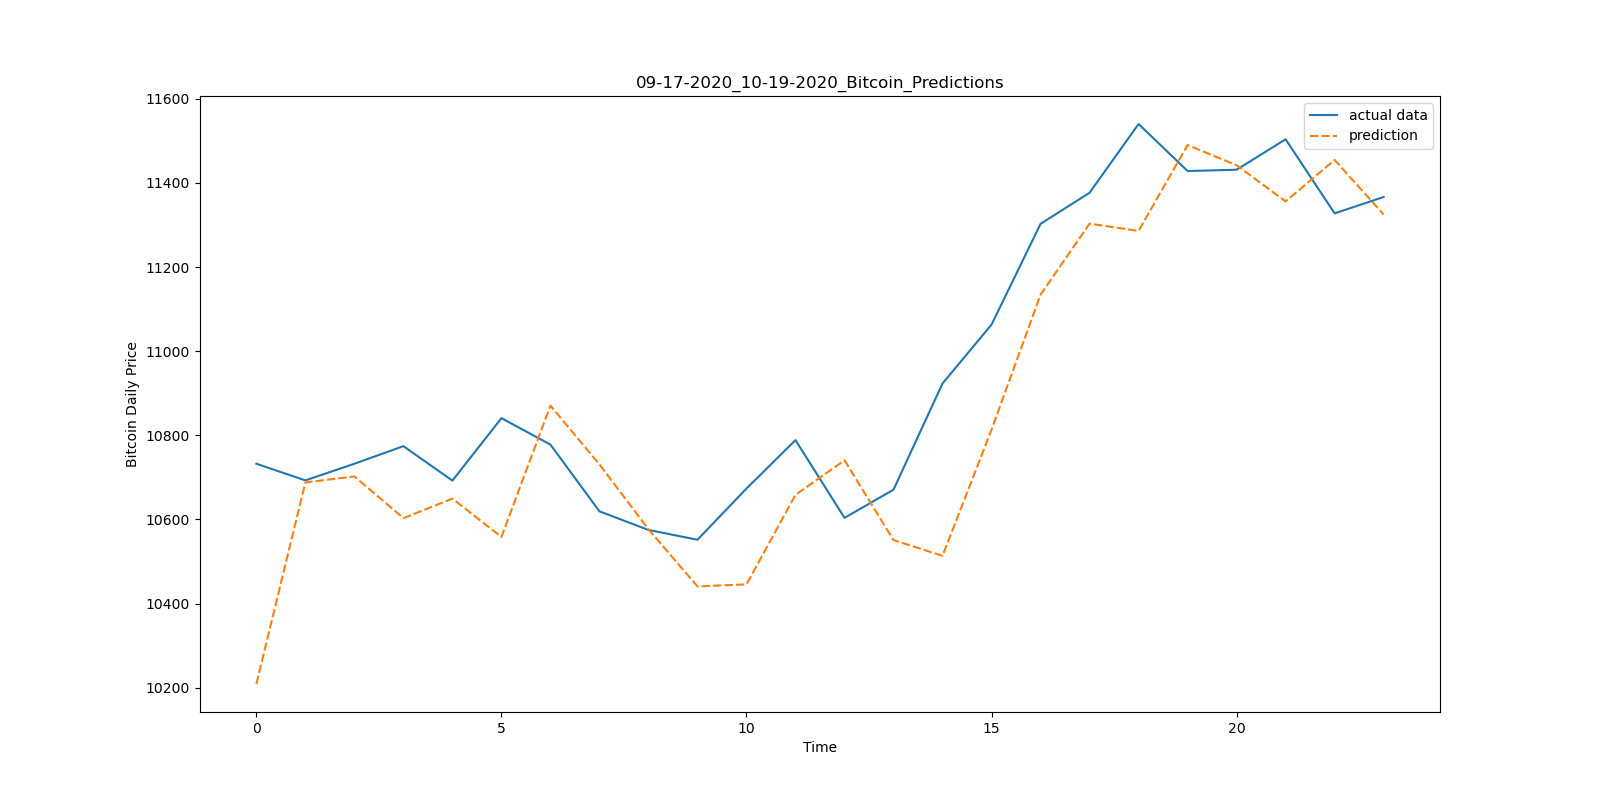 09-17-2020_10-19-2020_Bitcoin_Predictions
actual data
prediction
Bitcoin Daily Price
11600
11400
11200
11000
10800
10600
10400
10200
0 5 10 15 20
Time